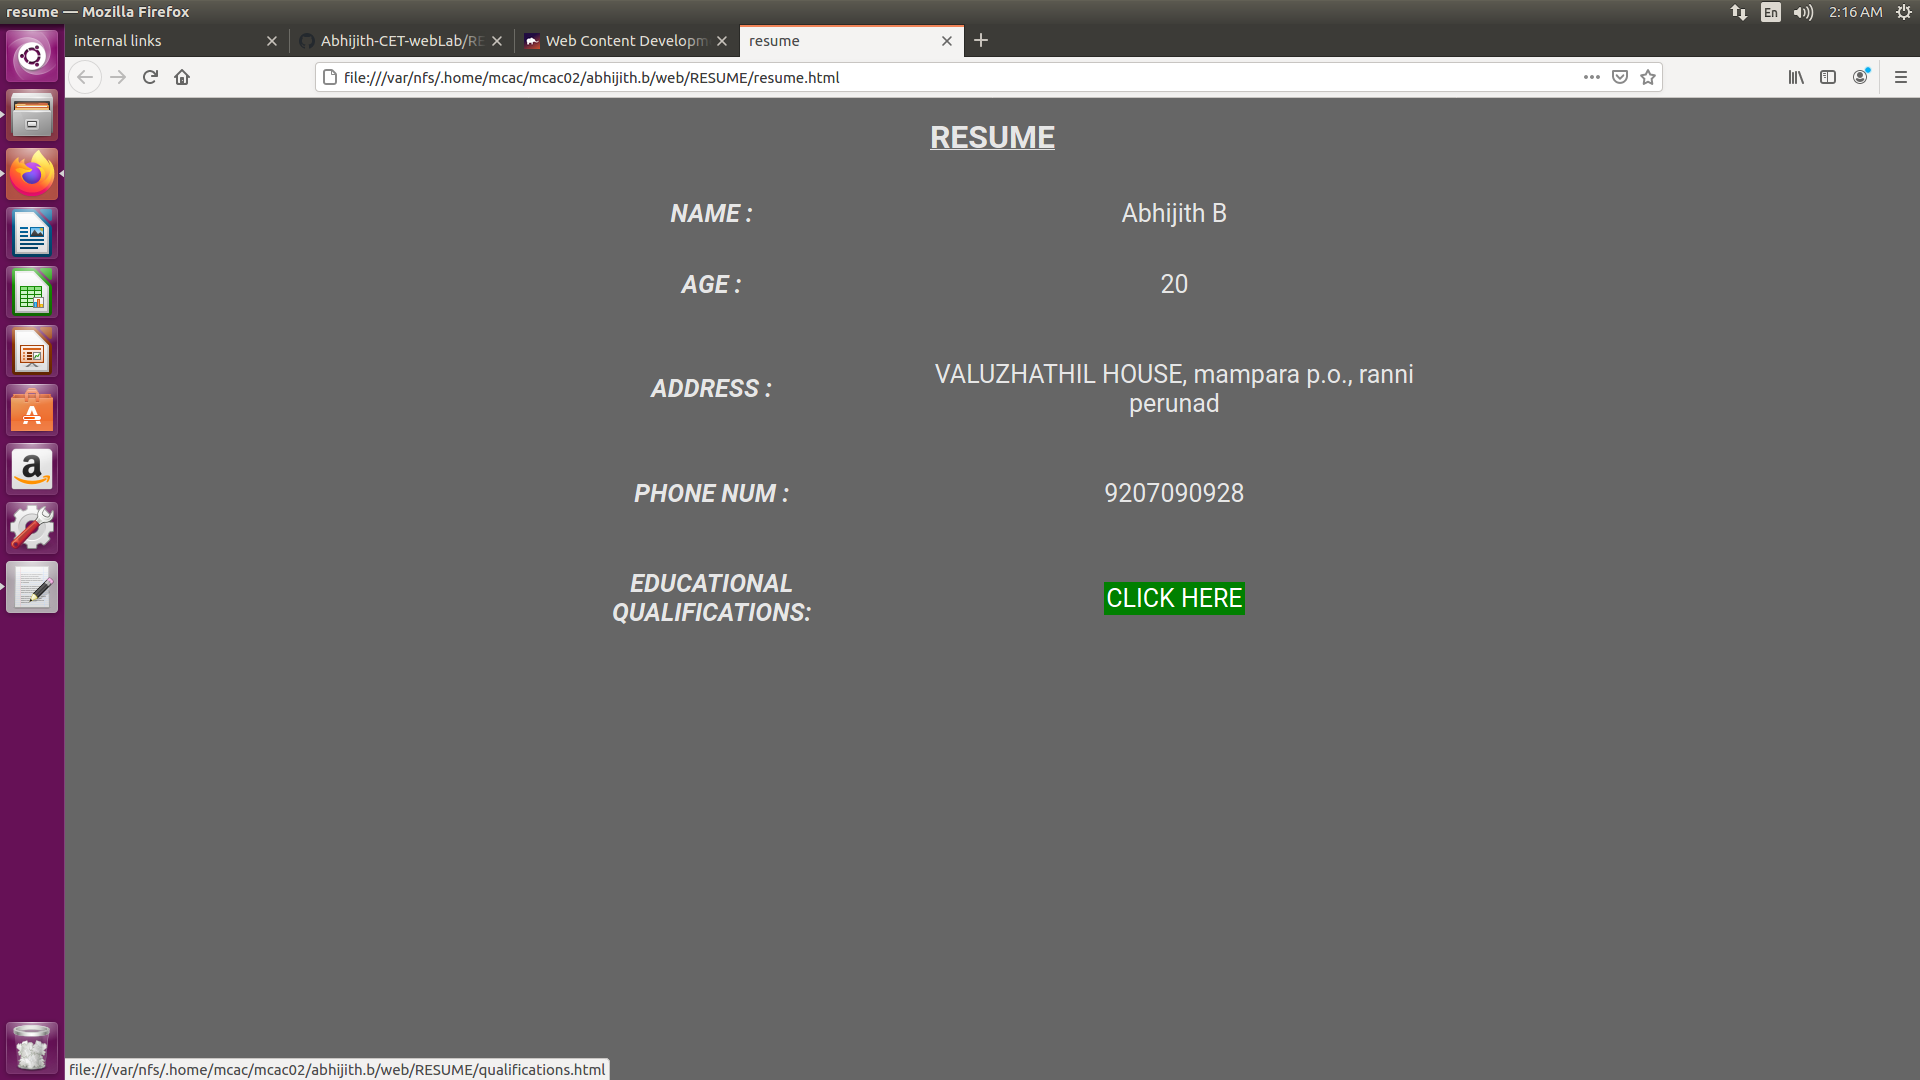 resume — Mozilla Firefox
En
2:16 AM
internal links
Abhijith-CET-webLab/RE
Web Content Developm
resume
file:///var/nfs/.home/mcac/mcac02/abhijith.b/web/RESUME/resume.html
RESUME
NAME :
Abhijith B
AGE :
20
ADDRESS :
VALUZHATHIL HOUSE, mampara p.o., ranni
perunad
PHONE NUM :
9207090928
EDUCATIONAL
QUALIFICATIONS:
CLICK HERE
file:///var/nfs/.home/mcac/mcac02/abhijith.b/web/RESUME/qualifications.html